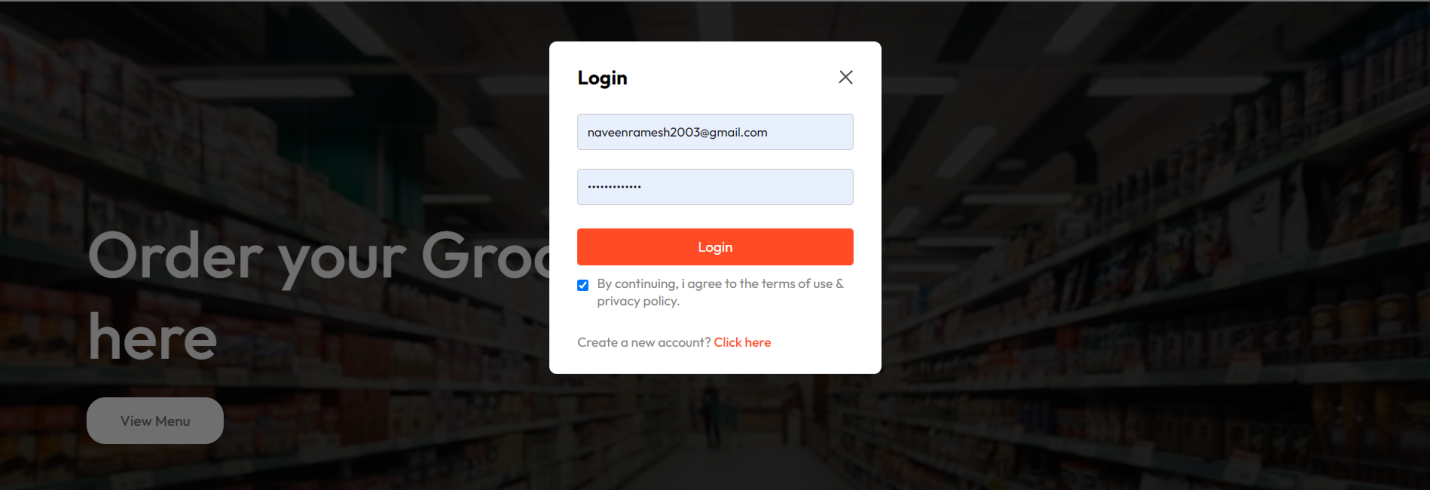 Login
naveenramesh2003@gmail.com
•••••••••••••
Login
By continuing, i agree to the terms of use &
privacy policy.
Create a new account? Click here
Order your Groc
here
View Menu